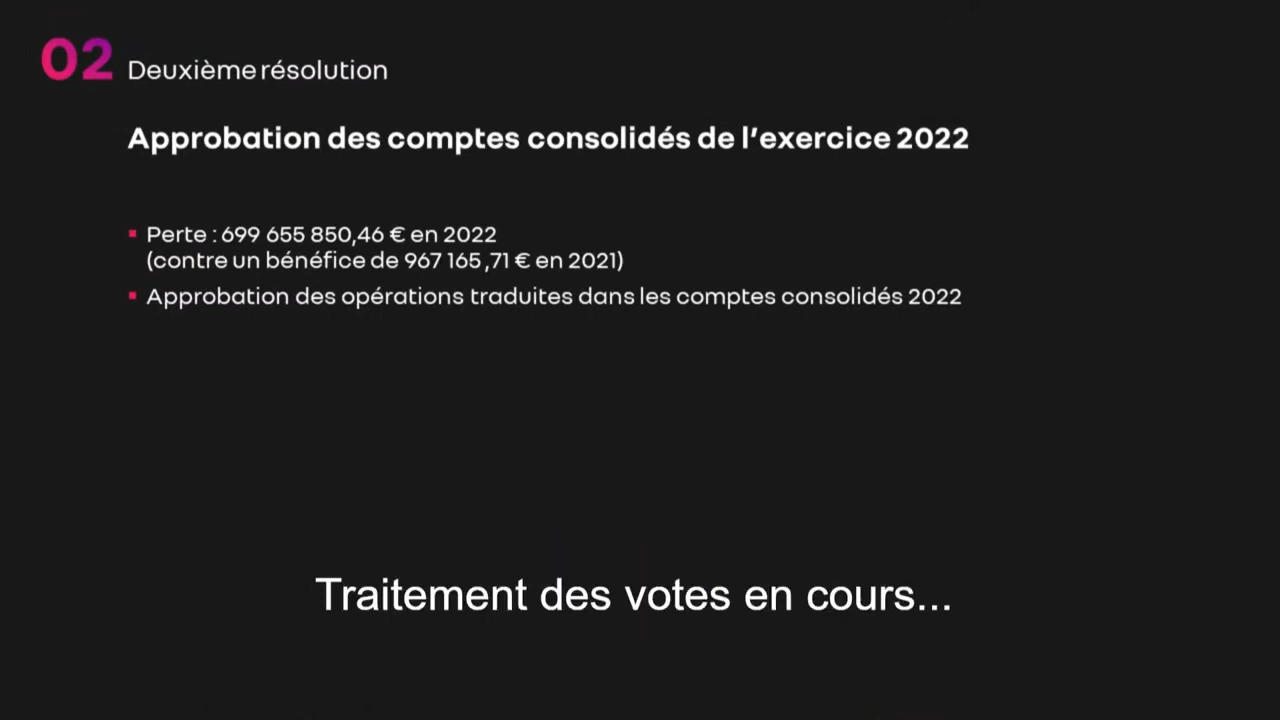 02 Deuxième résolution
Approbation des comptes consolidés de l'exercice 2022
▪ Perte : 699 655 850,46 € en 2022
(contre un bénéfice de 967 165,71 € en 2021)
▪ Approbation des opérations traduites dans les comptes consolidés 2022
Traitement des votes en cours...